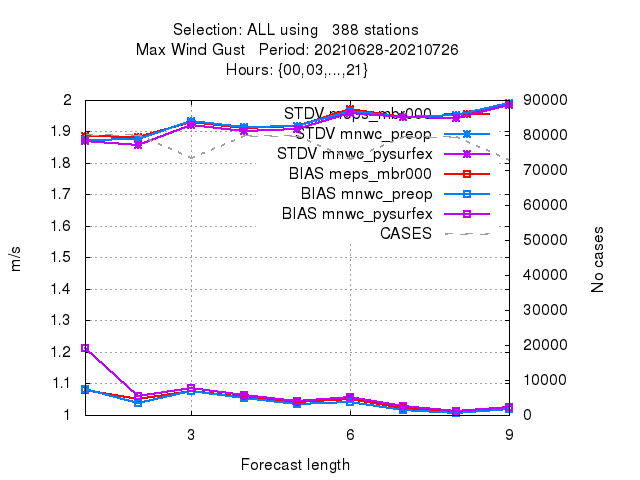 Selection: ALL using   388 stations
Max Wind Gust   Period: 20210628-20210726
Hours: {00,03,...,21}
2
1.9
1.8
1.7
1.6
1.5
1.4
1.3
1.2
1.1
1
m/s
STDV meps_mbr000
STDV mnwc_preop
STDV mnwc_pysurfex
BIAS meps_mbr000
BIAS mnwc_preop
BIAS mnwc_pysurfex
CASES
90000
80000
70000
60000
50000
40000
30000
20000
10000
0
No cases
3
6
9
Forecast length